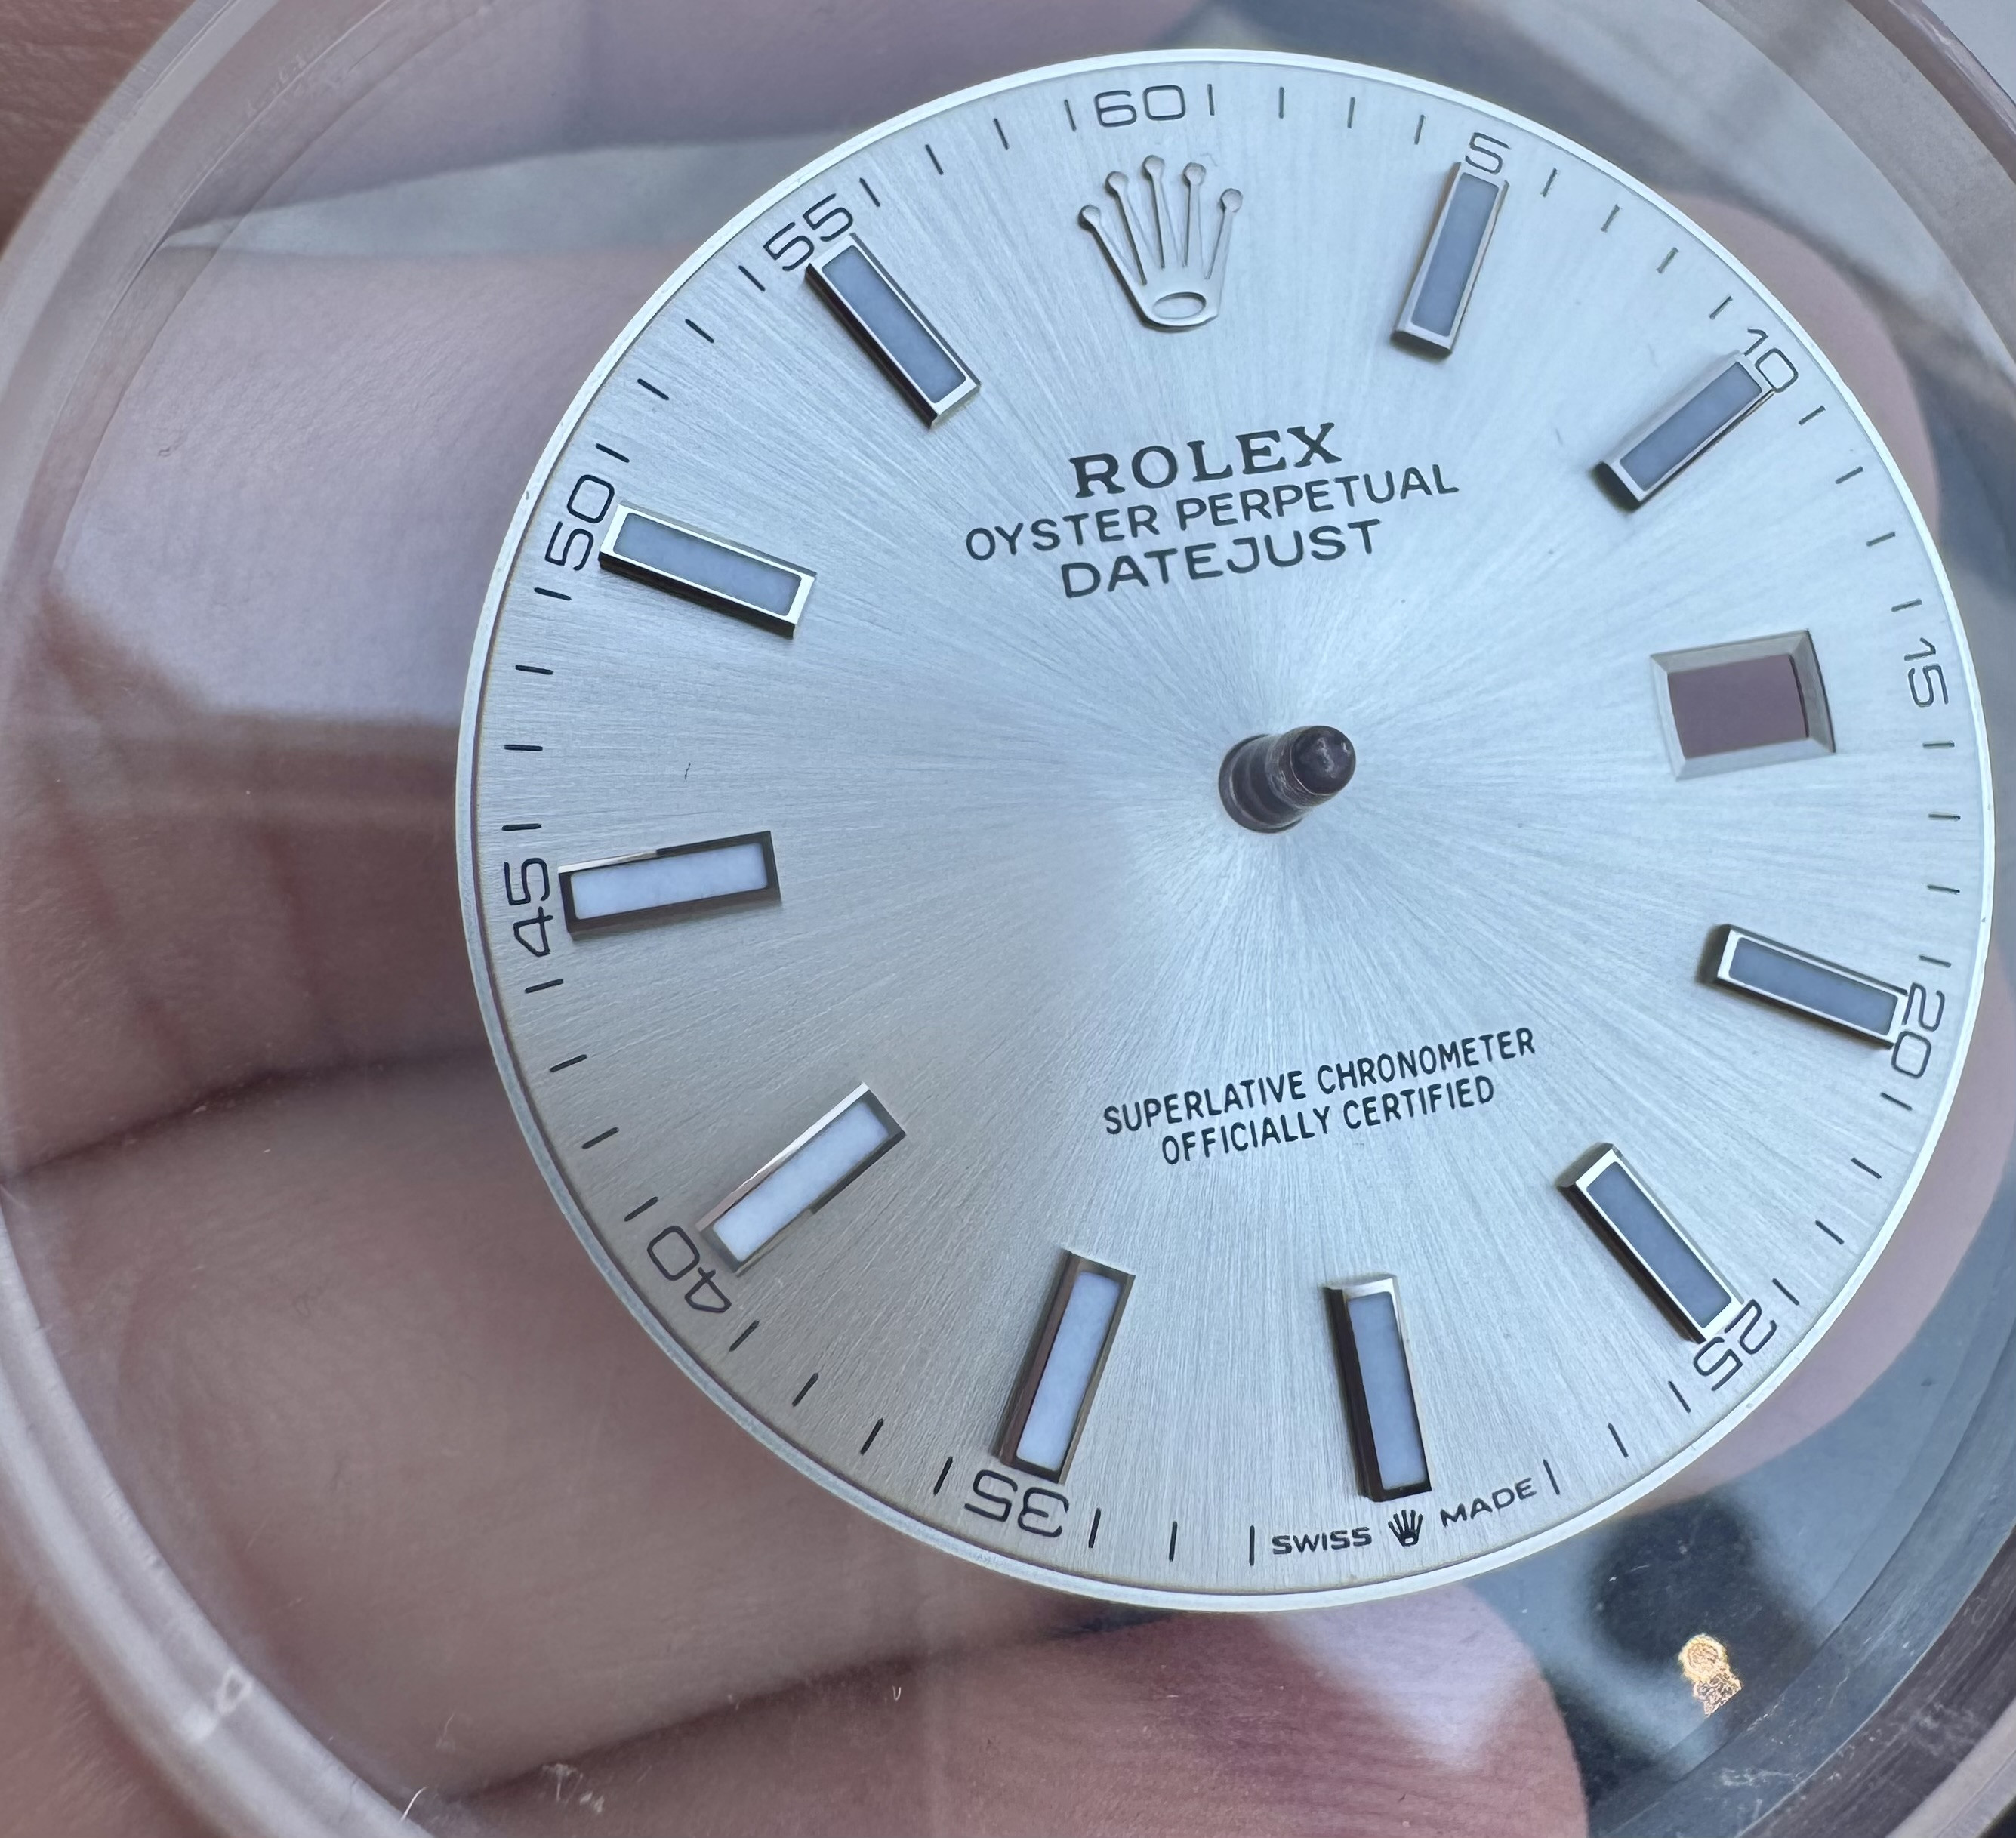 60
5
10
15
20
25
35
40
45
50
55
ROLEX
OYSTER PERPETUAL
DATEJUST
SUPERLATIVE CHRONOMETER
OFFICIALLY CERTIFIED
SWISS MADE